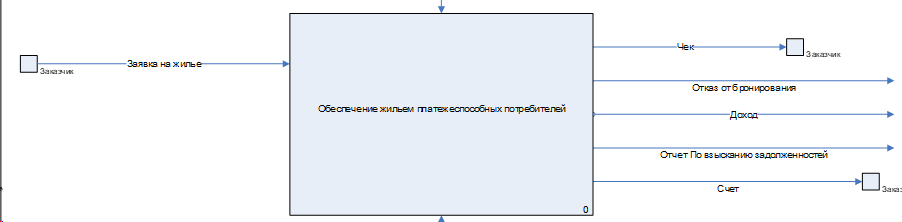 Заявка на жилье
Заказчик
Обеспечение жильем платежеспособных потребителей
0
Чек
Заказчик
Отказ от бронирования
Доход
Отчет По взысканию задолженностей
Счет
Заказ